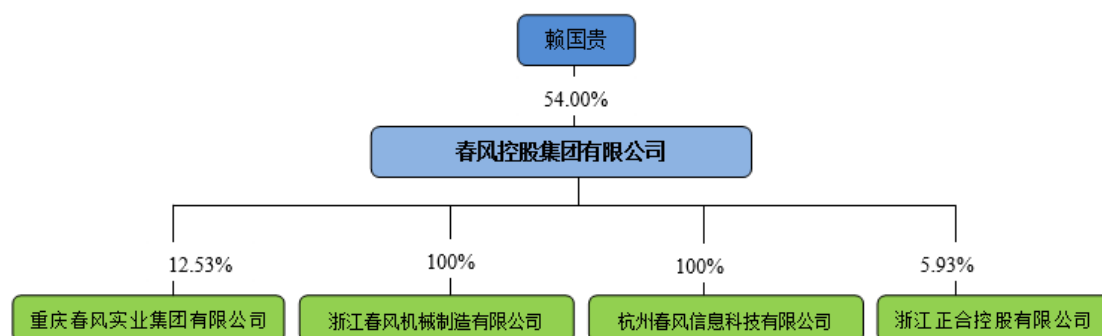 赖国贵
54.00%
春风控股集团有限公司
12.53%
100%
100%
5.93%
重庆春风实业集团有限公司
浙江春风机械制造有限公司
杭州春风信息科技有限公司
浙江正合控股有限公司